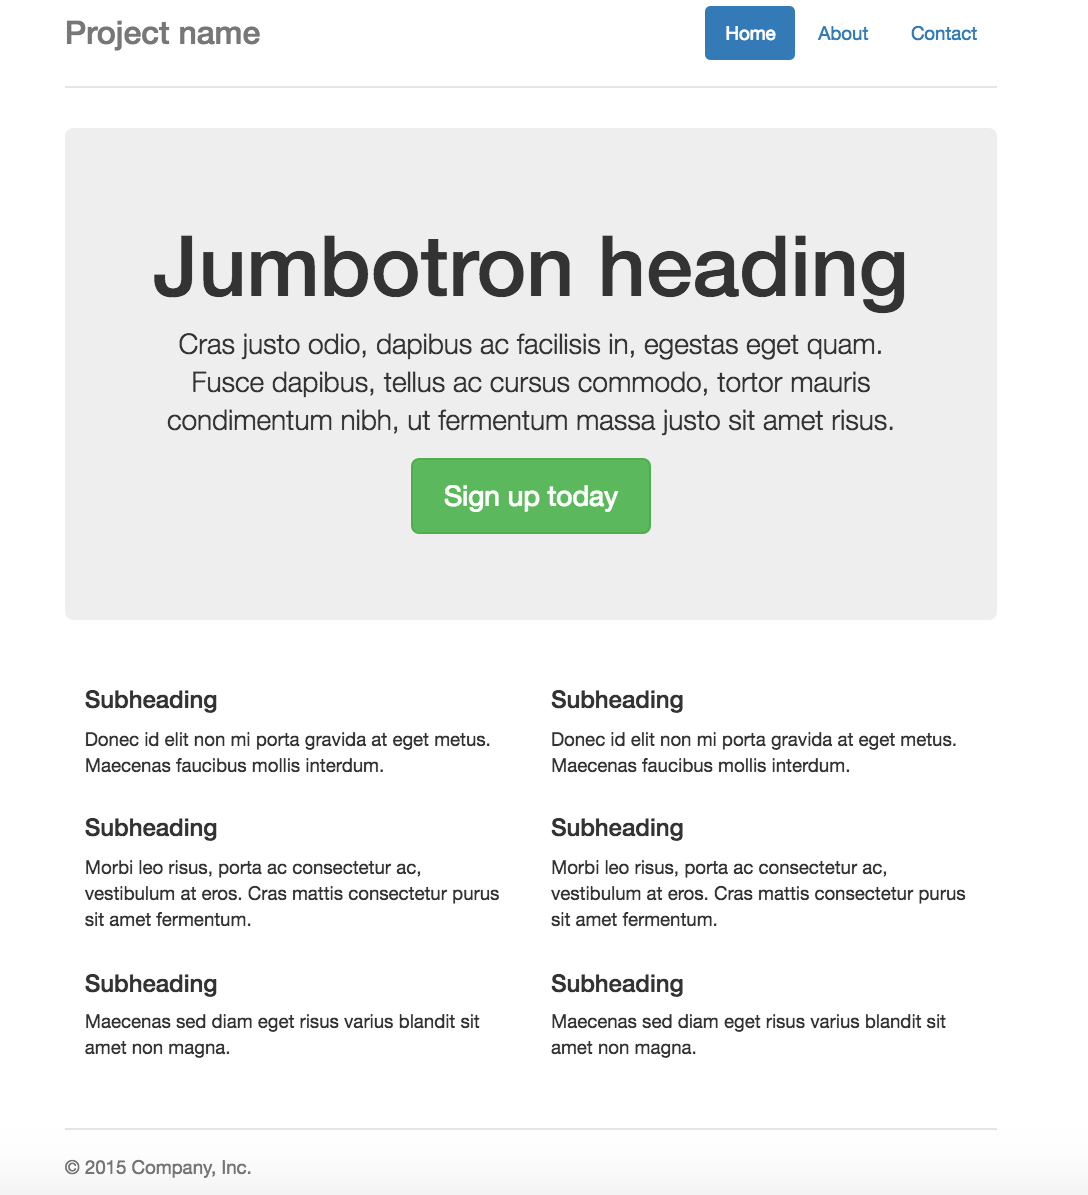 Project name
Home About Contact
Jumbotron heading
Cras justo odio, dapibus ac facilisis in, egestas eget quam.
Fusce dapibus, tellus ac cursus commodo, tortor mauris
condimentum nibh, ut fermentum massa justo sit amet risus.
Sign up today
Subheading
Donec id elit non mi porta gravida at eget metus.
Maecenas faucibus mollis interdum.
Subheading
Morbi leo risus, porta ac consectetur ac,
vestibulum at eros. Cras mattis consectetur purus
sit amet fermentum.
Subheading
Maecenas sed diam eget risus varius blandit sit
amet non magna.
Subheading
Donec id elit non mi porta gravida at eget metus.
Maecenas faucibus mollis interdum.
Subheading
Morbi leo risus, porta ac consectetur ac,
vestibulum at eros. Cras mattis consectetur purus
sit amet fermentum.
Subheading
Maecenas sed diam eget risus varius blandit sit
amet non magna.
© 2015 Company, Inc.